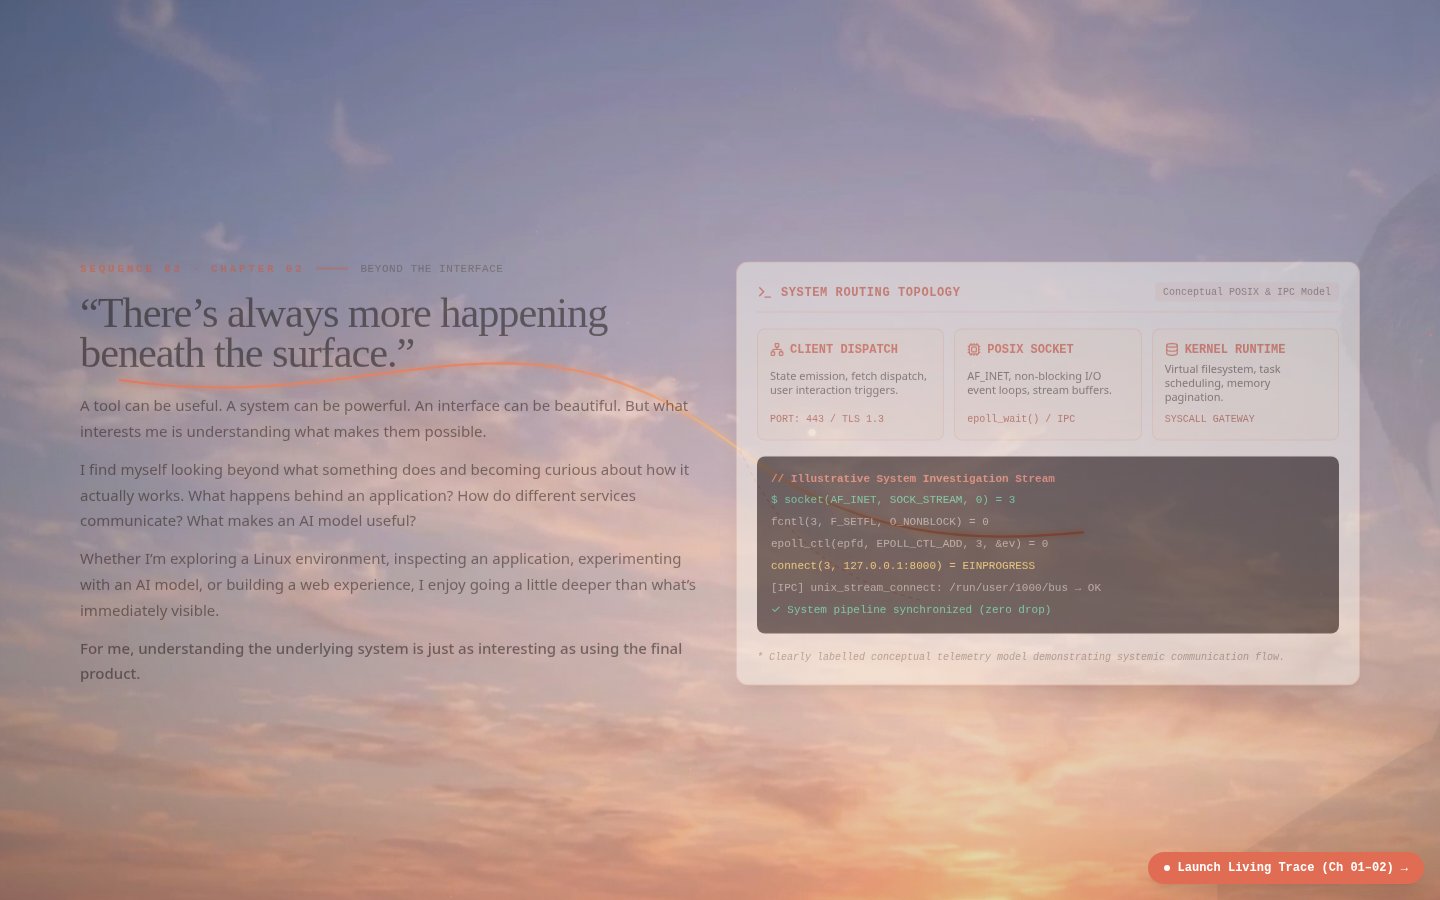 SEQUENCE 03 · CHAPTER 03 BEYOND THE INTERFACE
“There’s always more happening
beneath the surface.”
A tool can be useful. A system can be powerful. An interface can be beautiful. But what
interests me is understanding what makes them possible.
I find myself looking beyond what something does and becoming curious about how it
actually works. What happens behind an application? How do different services
communicate? What makes an AI model useful?
Whether I’m exploring a Linux environment, inspecting an application, experimenting
with an AI model, or building a web experience, I enjoy going a little deeper than what’s
immediately visible.
For me, understanding the underlying system is just as interesting as using the final
product.
SYSTEM ROUTING TOPOLOGY
Conceptual POSIX & IPC Model
CLIENT DISPATCH
State emission, fetch dispatch,
user interaction triggers.
PORT: 443 / TLS 1.3
POSIX SOCKET
AF_INET, non-blocking I/O
event loops, stream buffers.
epoll_wait() / IPC
KERNEL RUNTIME
Virtual filesystem, task
scheduling, memory
pagination.
SYSCALL GATEWAY
// Illustrative System Investigation Stream
$ socket(AF_INET, SOCK_STREAM, 0) = 3
fcntl(3, F_SETFL, O_NONBLOCK) = 0
epoll_ctl(epfd, EPOLL_CTL_ADD, 3, &ev) = 0
connect(3, 127.0.0.1:8000) = EINPROGRESS
[IPC] unix_stream_connect: /run/user/1000/bus → OK
✓ System pipeline synchronized (zero drop)
* Clearly labelled conceptual telemetry model demonstrating systemic communication flow.
Launch Living Trace (Ch 01–02) →